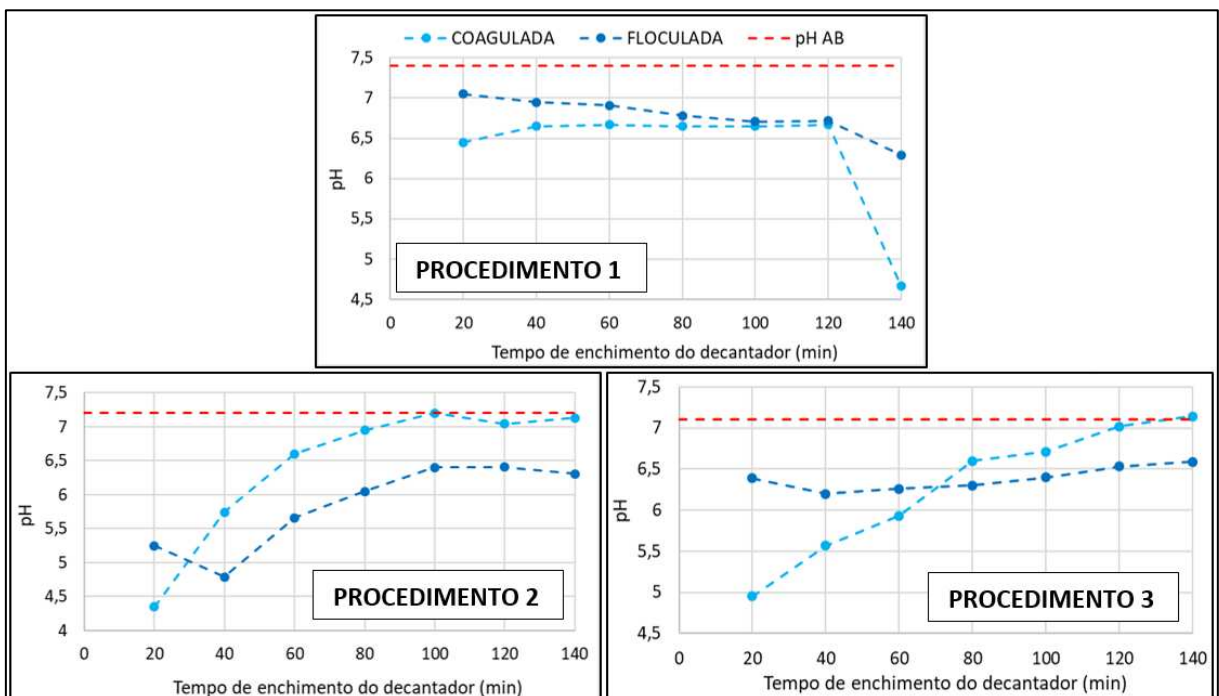 COAGULADA FLOCULADA pH AB
7,5
7
6,5
6
5,5
5
4,5
pH
PROCEDIMENTO 1
0 20 40 60 80 100 120 140
Tempo de enchimento do decantador (min)
7,5
7
6,5
6
5,5
5
4,5
4
pH
PROCEDIMENTO 2
0 20 40 60 80 100 120 140
Tempo de enchimento do decantador (min)
7,5
7
6,5
6
5,5
5
4,5
pH
PROCEDIMENTO 3
0 20 40 60 80 100 120 140
Tempo de enchimento do decantador (min)